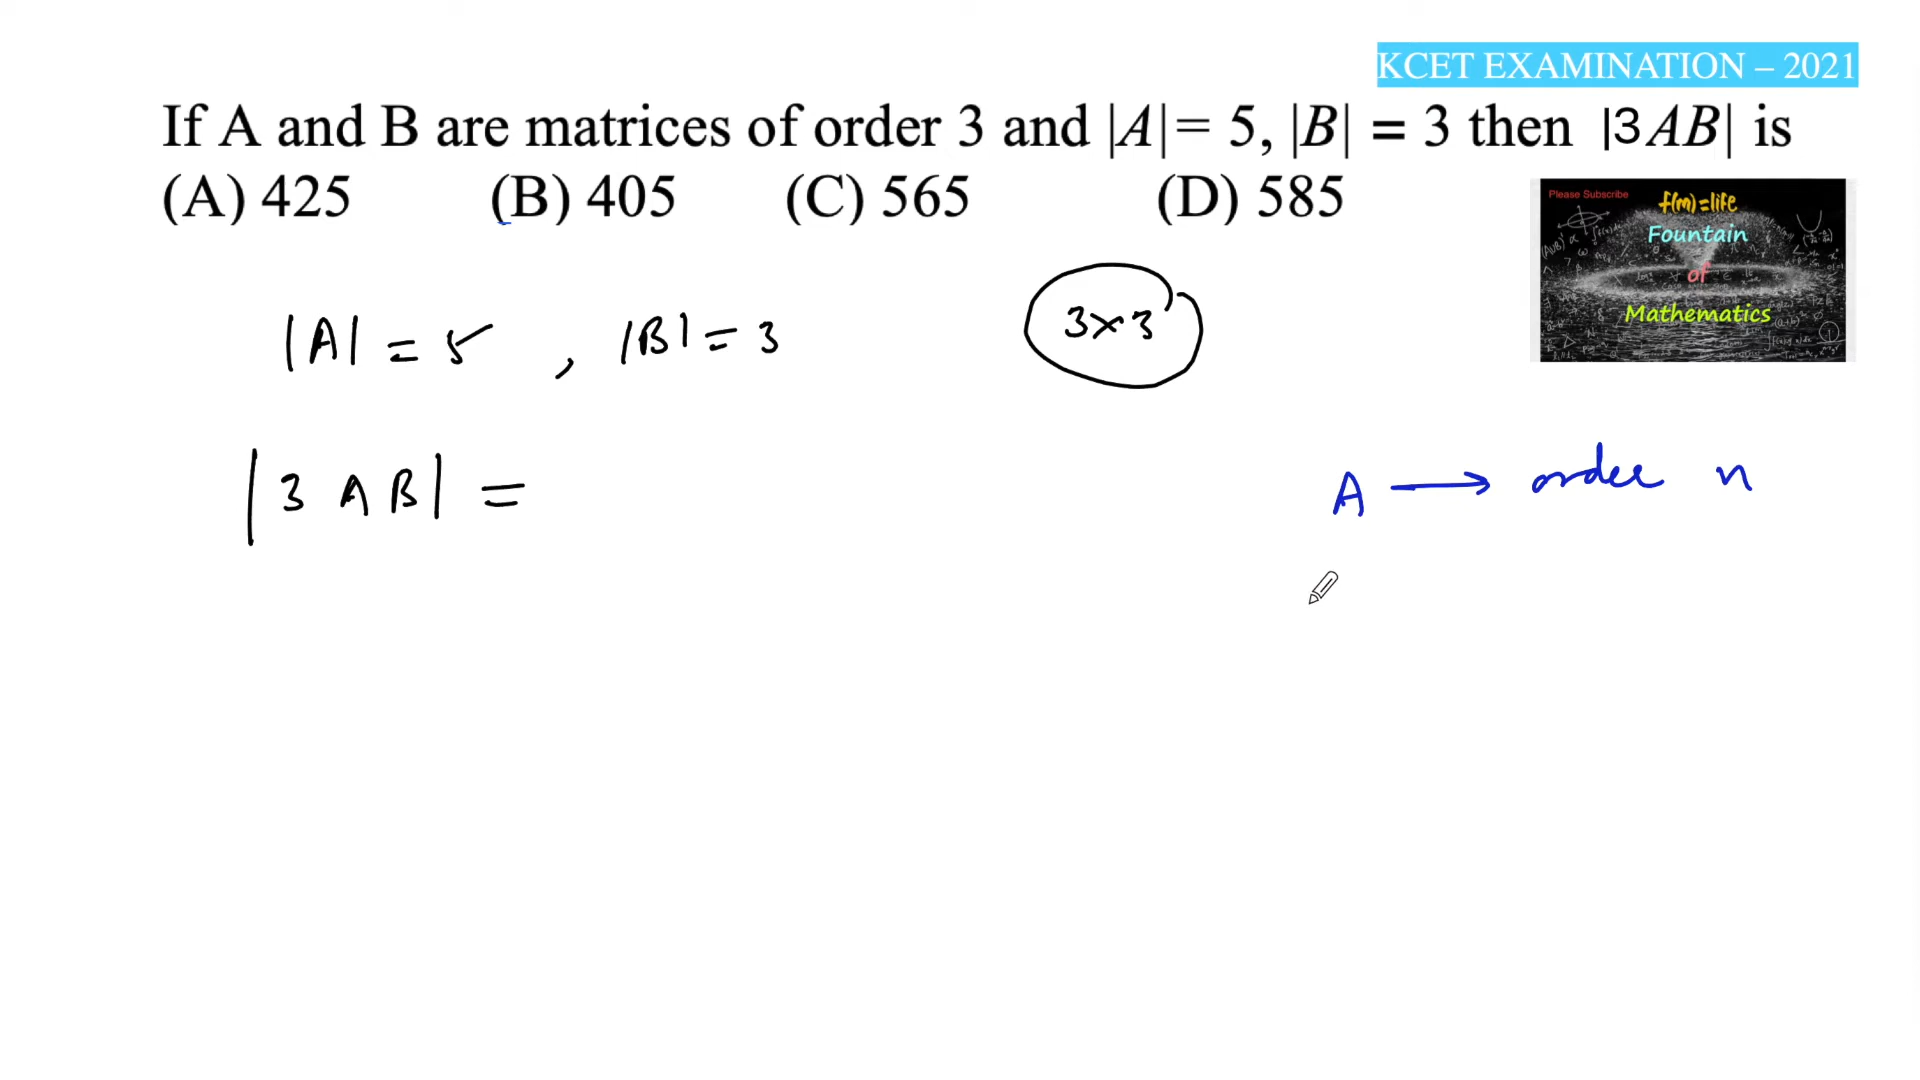 KCET EXAMINATION – 2021
If A and B are matrices of order 3 and |A|= 5, |B| = 3 then |3AB| is
(A) 425 (B) 405 (C) 565 (D) 585
Please Subscribe
f(m)=life
Fountain
of
Mathematics
|A| = 5 , |B| = 3
3×3
|3 A B| =
A → order n